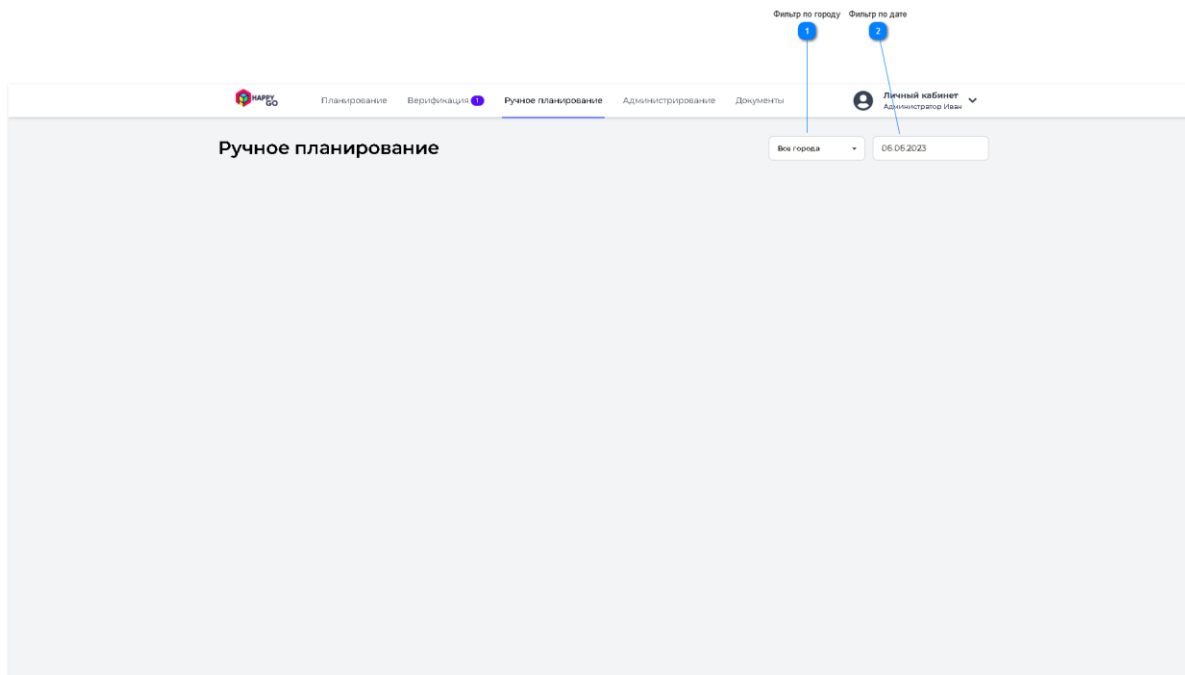 Фильтр по городу Фильтр по дате
1 2
HAPPY GO Планирование Верификация 1 Ручное планирование Администрирование Документы Личный кабинет
Администратор Иван
Ручное планирование Все города 06.06.2023